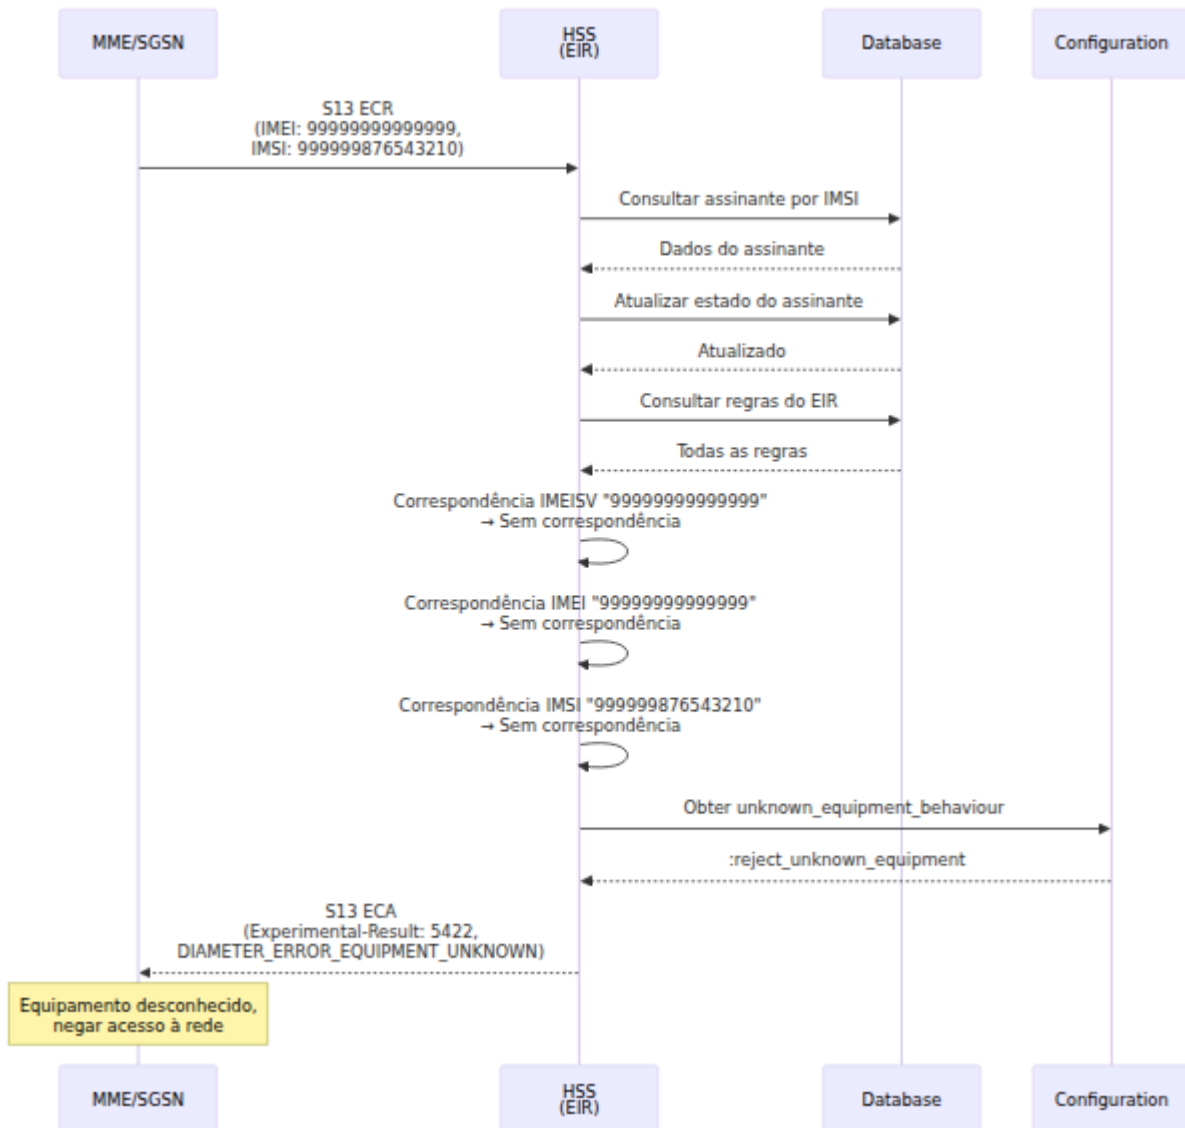 MME/SGSN
HSS
(EIR)
Database
Configuration
S13 ECR
(IMEI: 99999999999999,
IMSI: 999999876543210)
Consultar assinante por IMSI
Dados do assinante
Atualizar estado do assinante
Atualizado
Consultar regras do EIR
Todas as regras
Correspondência IMEISV "99999999999999"
→ Sem correspondência
Correspondência IMEI "99999999999999"
→ Sem correspondência
Correspondência IMSI "999999876543210"
→ Sem correspondência
Obter unknown_equipment_behaviour
:reject_unknown_equipment
S13 ECA
(Experimental-Result: 5422,
DIAMETER_ERROR_EQUIPMENT_UNKNOWN)
Equipamento desconhecido,
negar acesso à rede
MME/SGSN
HSS
(EIR)
Database
Configuration